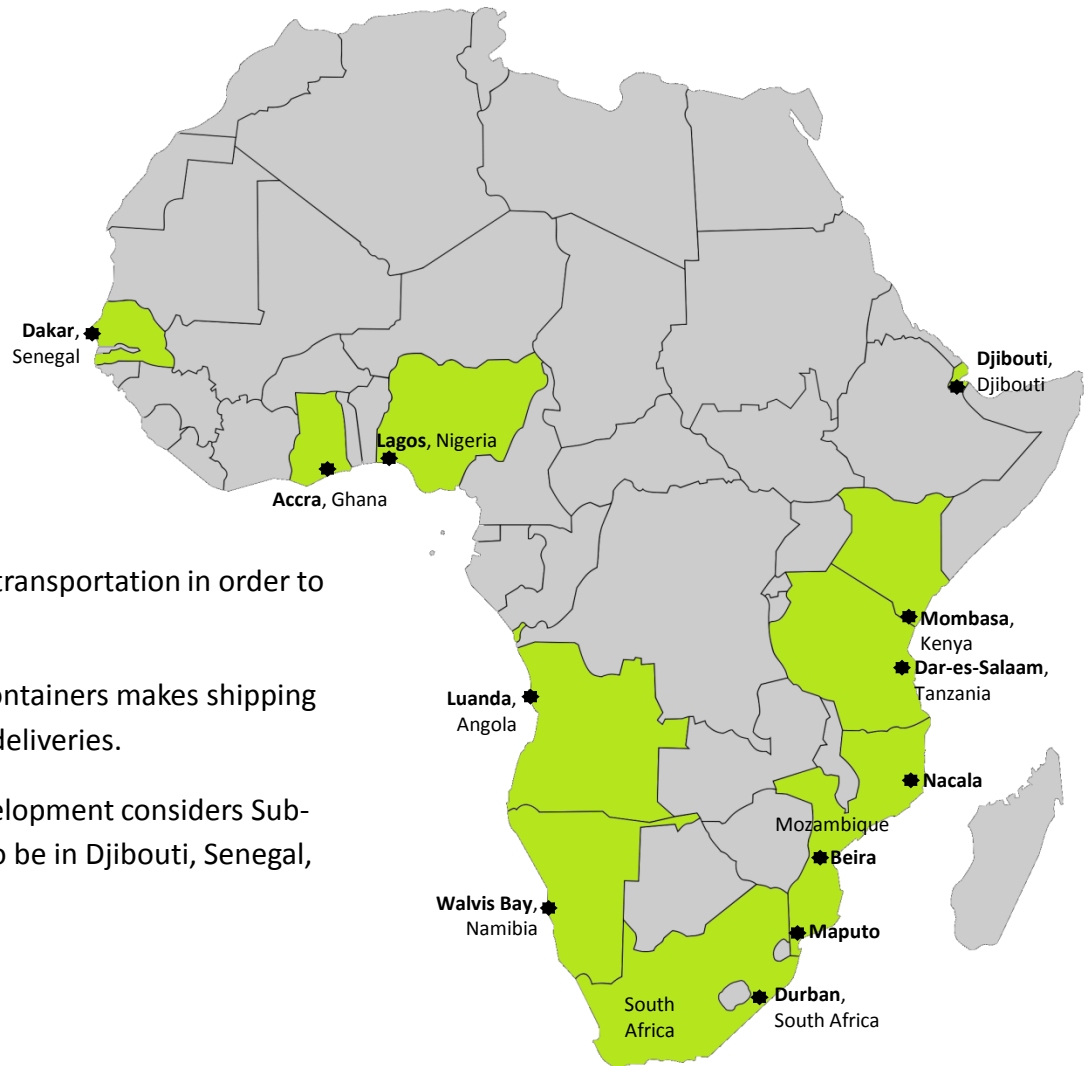 Dakar,
Senegal
Djibouti,
Djibouti
Lagos, Nigeria
Accra, Ghana
transportation in order to
Mombasa,
Kenya
Dar-es-Salaam,
Tanzania
ontainers makes shipping
deliveries.
Luanda,
Angola
Nacala
elopment considers Sub-
o be in Djibouti, Senegal,
Mozambique
Beira
Walvis Bay,
Namibia
Maputo
South
Africa
Durban,
South Africa